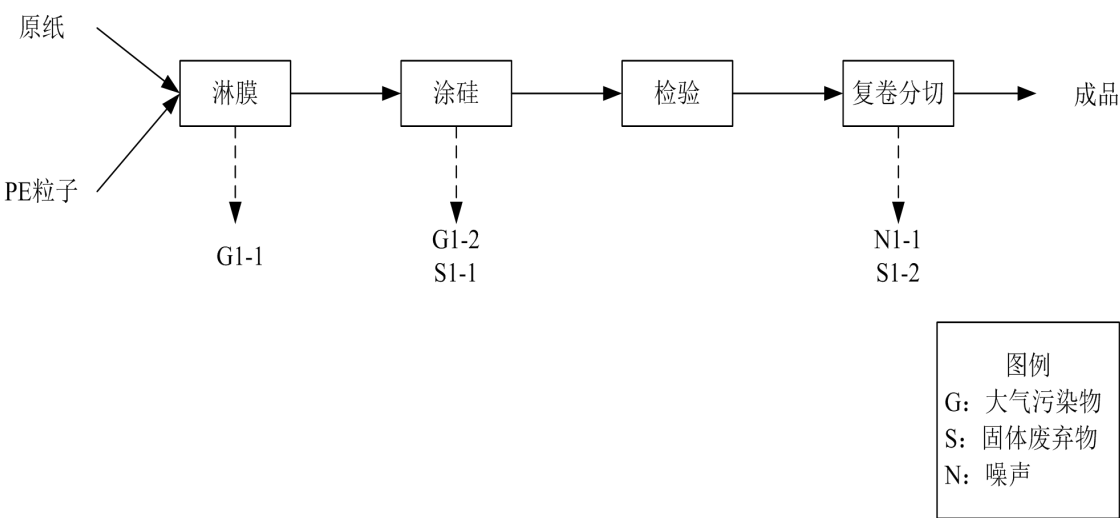 原纸
淋膜
涂硅
检验
复卷分切
成品
PE粒子
G1-1
G1-2
S1-1
N1-1
S1-2
图例
G：大气污染物
S：固体废弃物
N：噪声